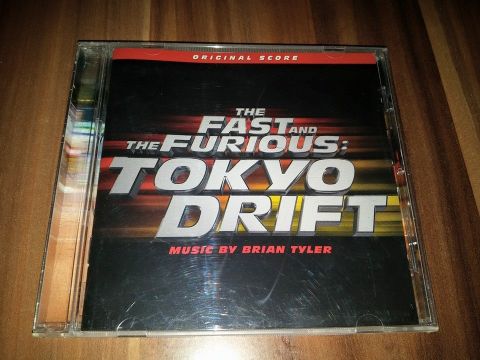 ORIGINAL SCORE
THE
FAST AND
THE FURIOUS:
TOKYO
DRIFT
MUSIC BY BRIAN TYLER